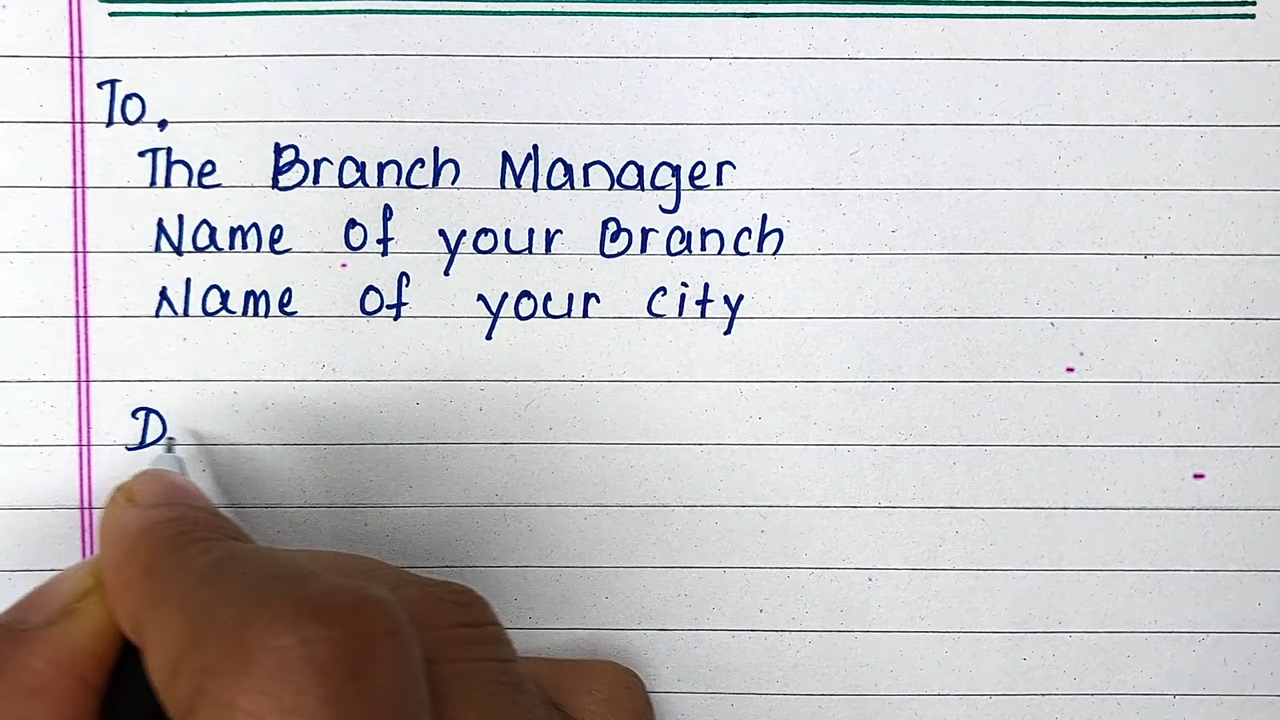 To,
The Branch Manager
Name of your Branch
Name of your city
D